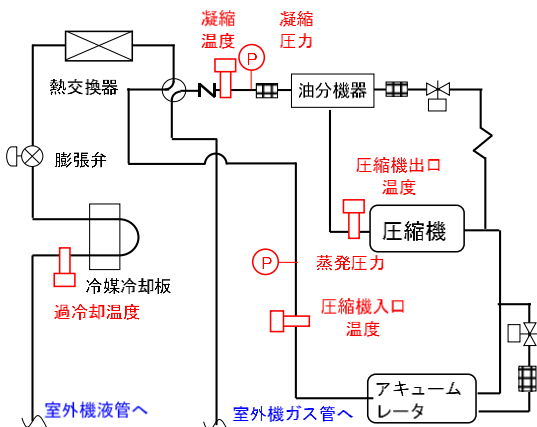 凝縮
温度
凝縮
圧力
P
熱交換器
油分機器
膨張弁
圧縮機出口
温度
圧縮機
P
蒸発圧力
冷媒冷却板
過冷却温度
圧縮機入口
温度
アキューム
レータ
室外機液管へ
室外機ガス管へ